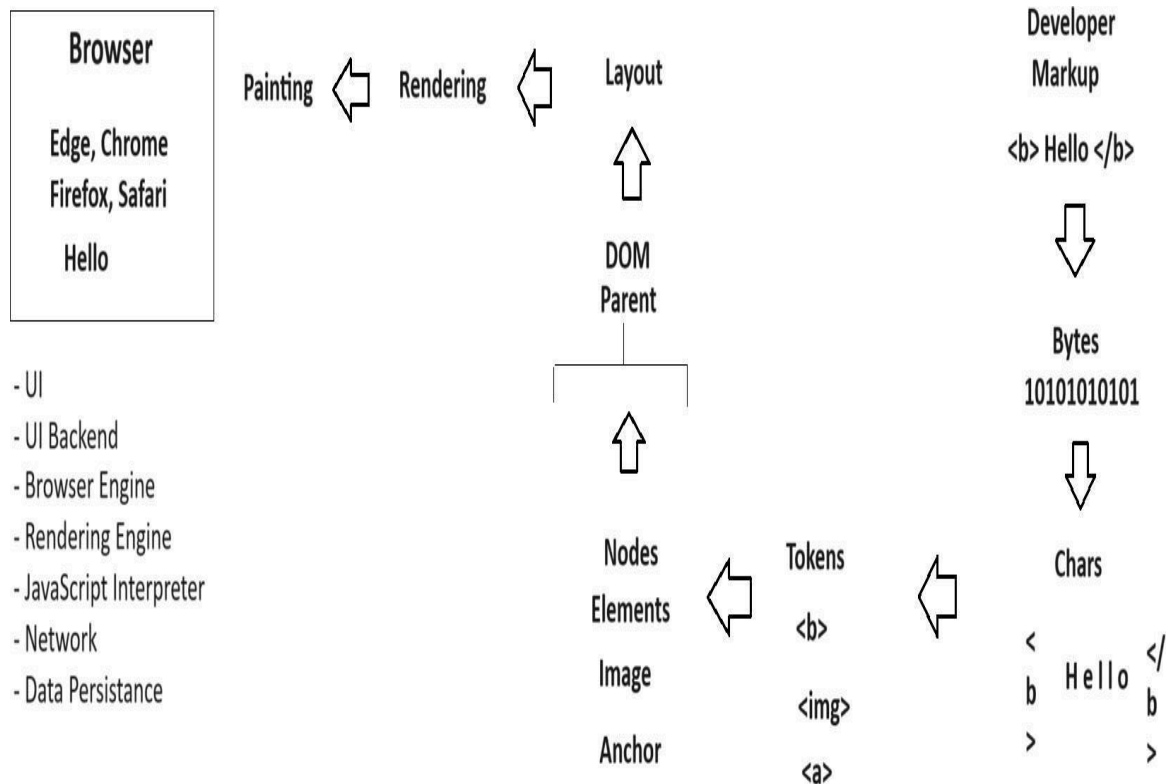 Browser
Edge, Chrome
Firefox, Safari
Hello
- UI
- UI Backend
- Browser Engine
- Rendering Engine
- JavaScript Interpreter
- Network
- Data Persistance
Painting
Rendering
Layout
DOM
Parent
Nodes
Elements
Image
Anchor
Tokens
<b>
<img>
<a>
Developer
Markup
<b> Hello </b>
Bytes
10101010101
Chars
<
b
>
H e l l o
</
b
>